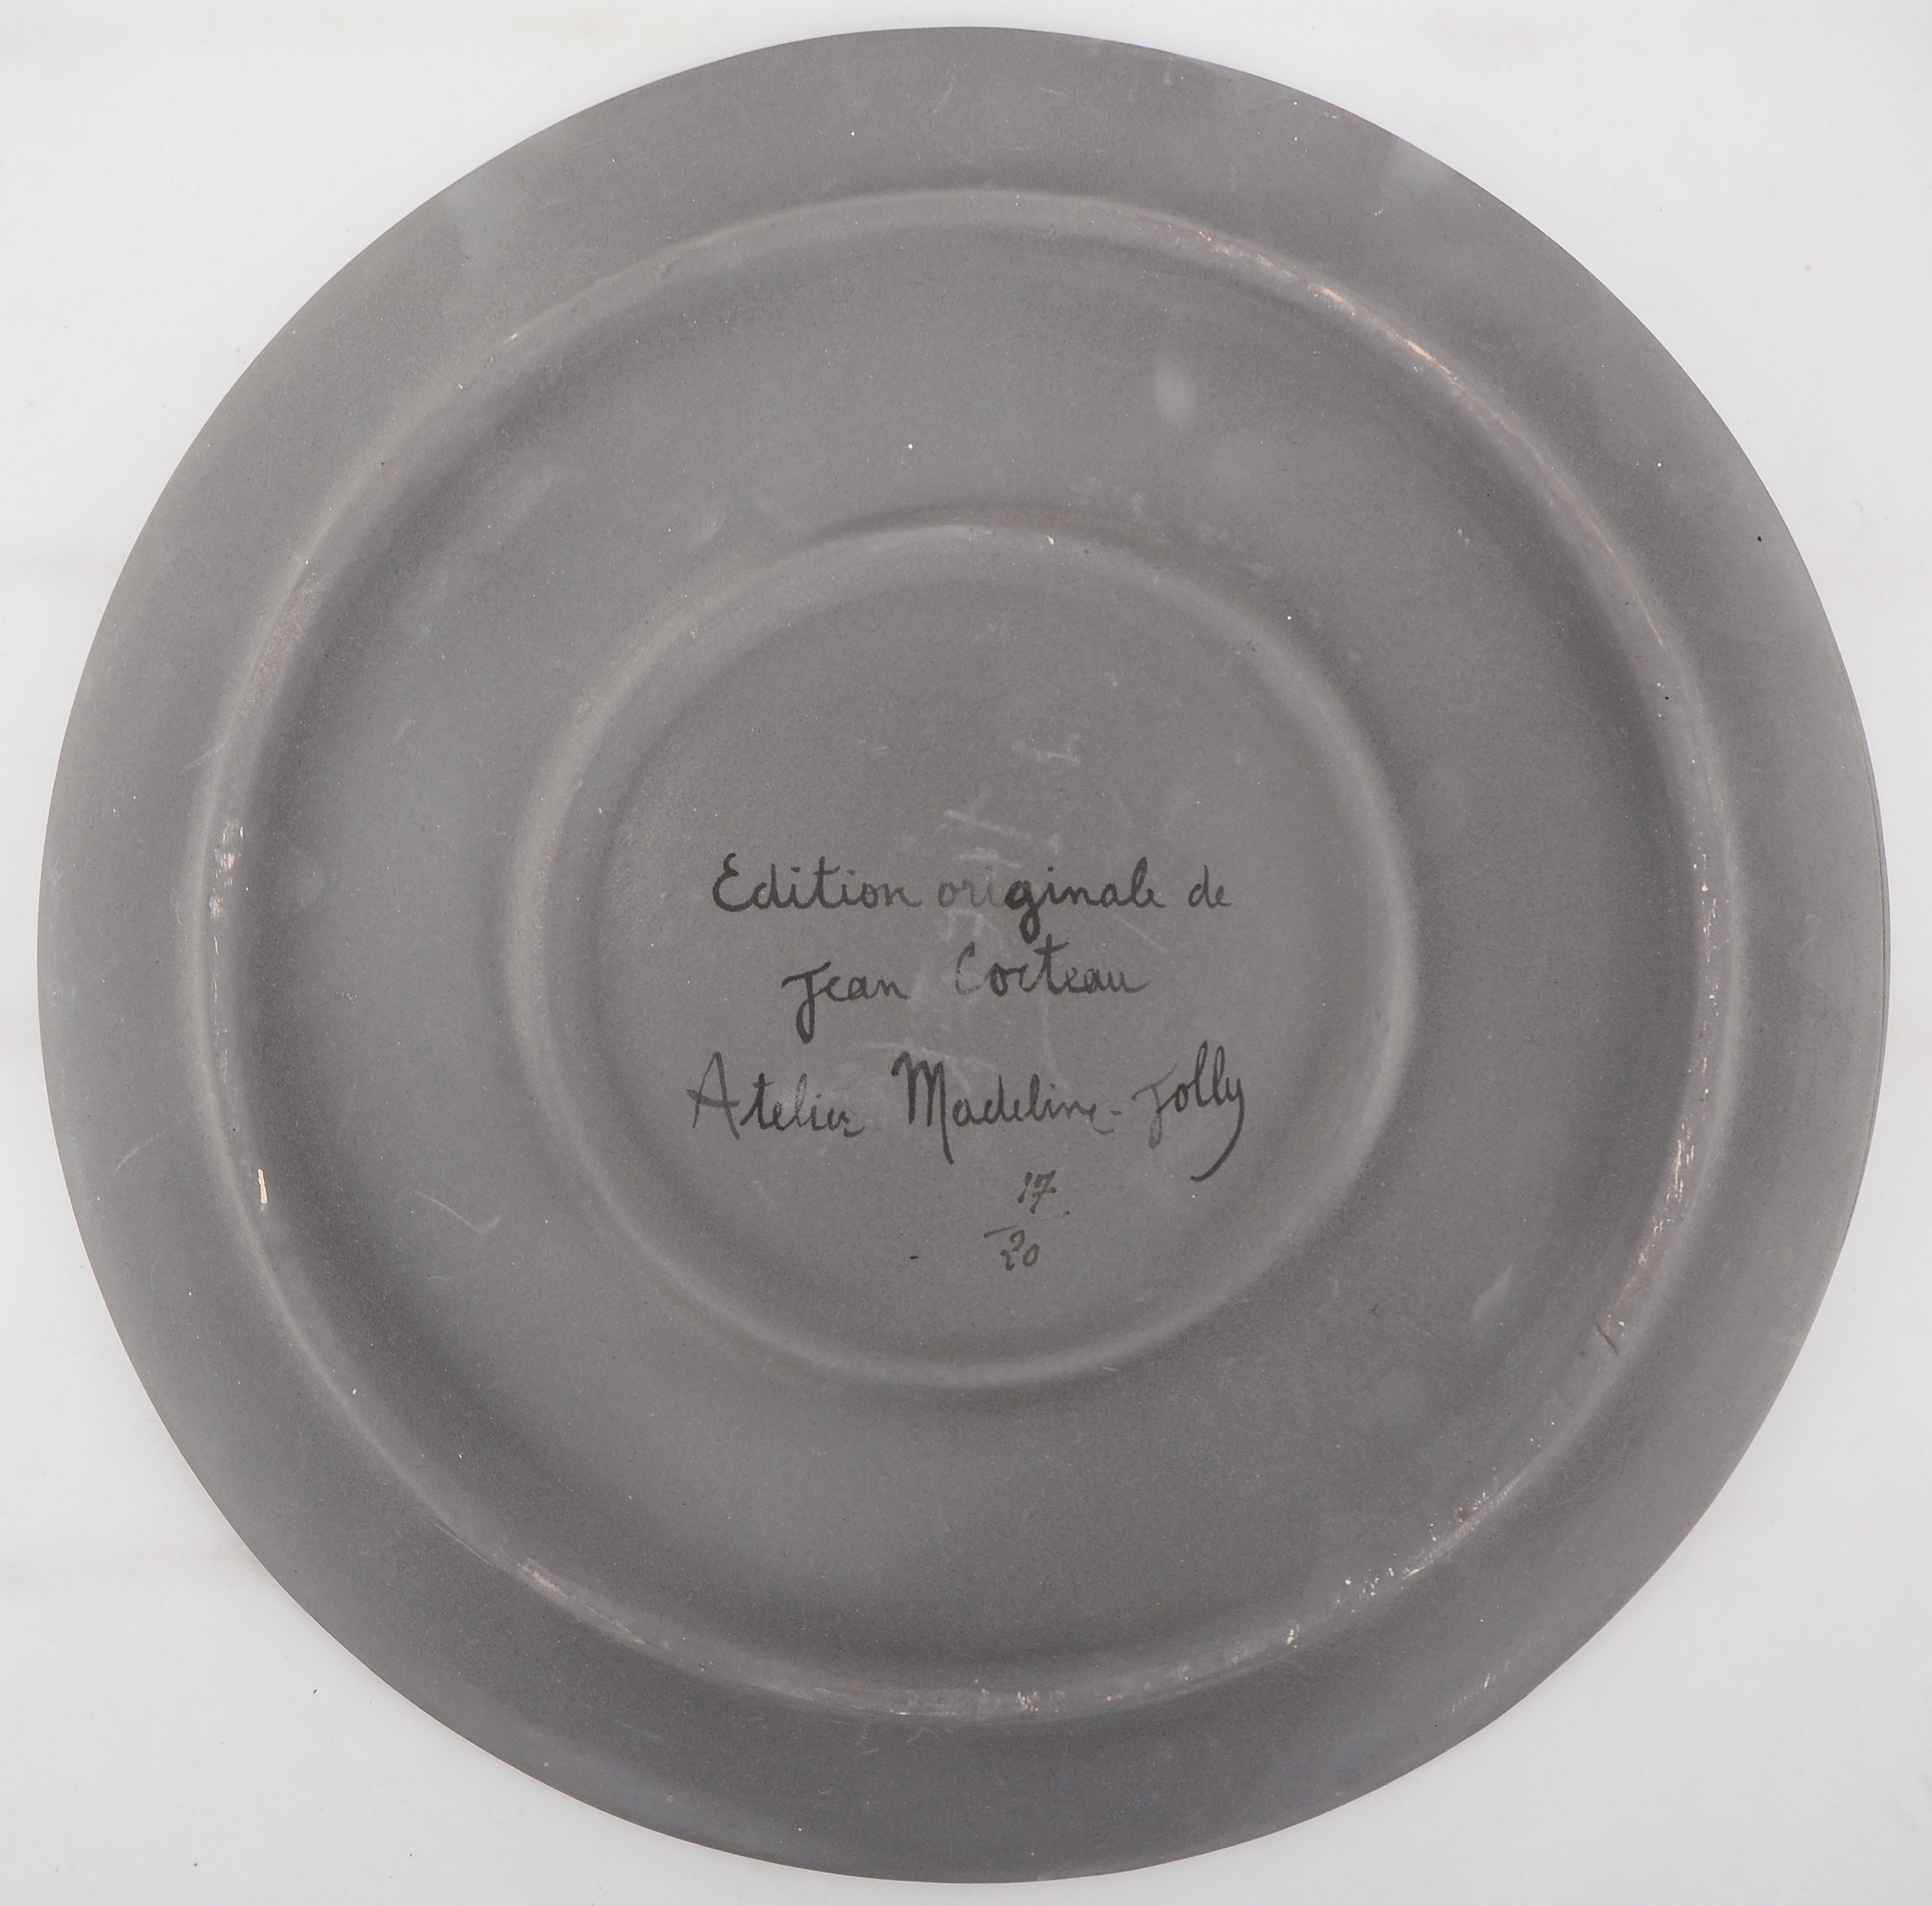 Edition originale de
Jean Cocteau
Atelier Madeline-Jolly
17
20